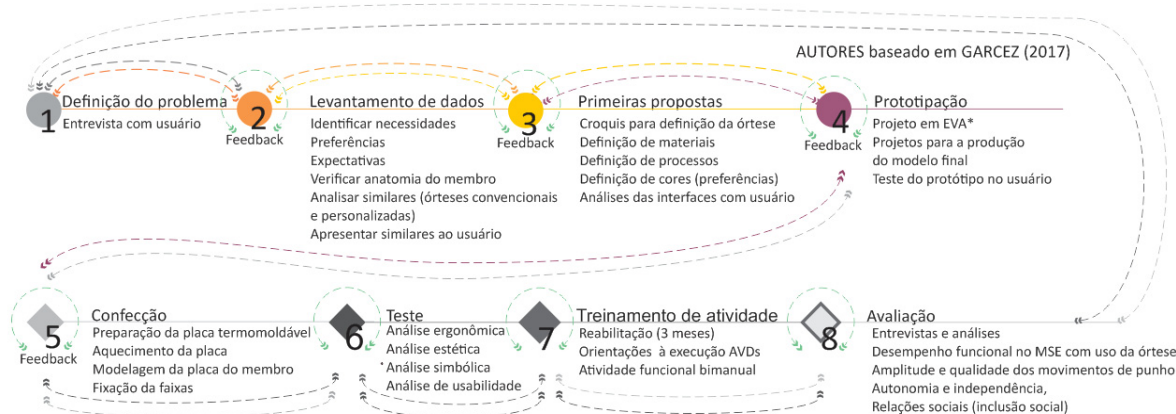 AUTORES baseado em GARCEZ (2017)
1
Definição do problema
Entrevista com usuário
2
Feedback
Levantamento de dados
Identificar necessidades
Preferências
Expectativas
Verificar anatomia do membro
Analisar similares (órteses convencionais
e personalizadas)
Apresentar similares ao usuário
3
Feedback
Primeiras propostas
Croquis para definição da órtese
Definição de materiais
Definição de processos
Definição de cores (preferências)
Análises das interfaces com usuário
4
Feedback
Prototipação
Projeto em EVA*
Projetos para a produção
do modelo final
Teste do protótipo no usuário
5
Feedback
Confecção
Preparação da placa termomoldável
Aquecimento da placa
Modelagem da placa do membro
Fixação da faixas
6
Teste
Análise ergonômica
Análise estética
*Análise simbólica
Análise de usabilidade
7
Treinamento de atividade
Reabilitação (3 meses)
Orientações à execução AVDs
Atividade funcional bimanual
8
Avaliação
Entrevistas e análises
Desempenho funcional no MSE com uso da órtese
Amplitude e qualidade dos movimentos de punho
Autonomia e independência,
Relações sociais (inclusão social)